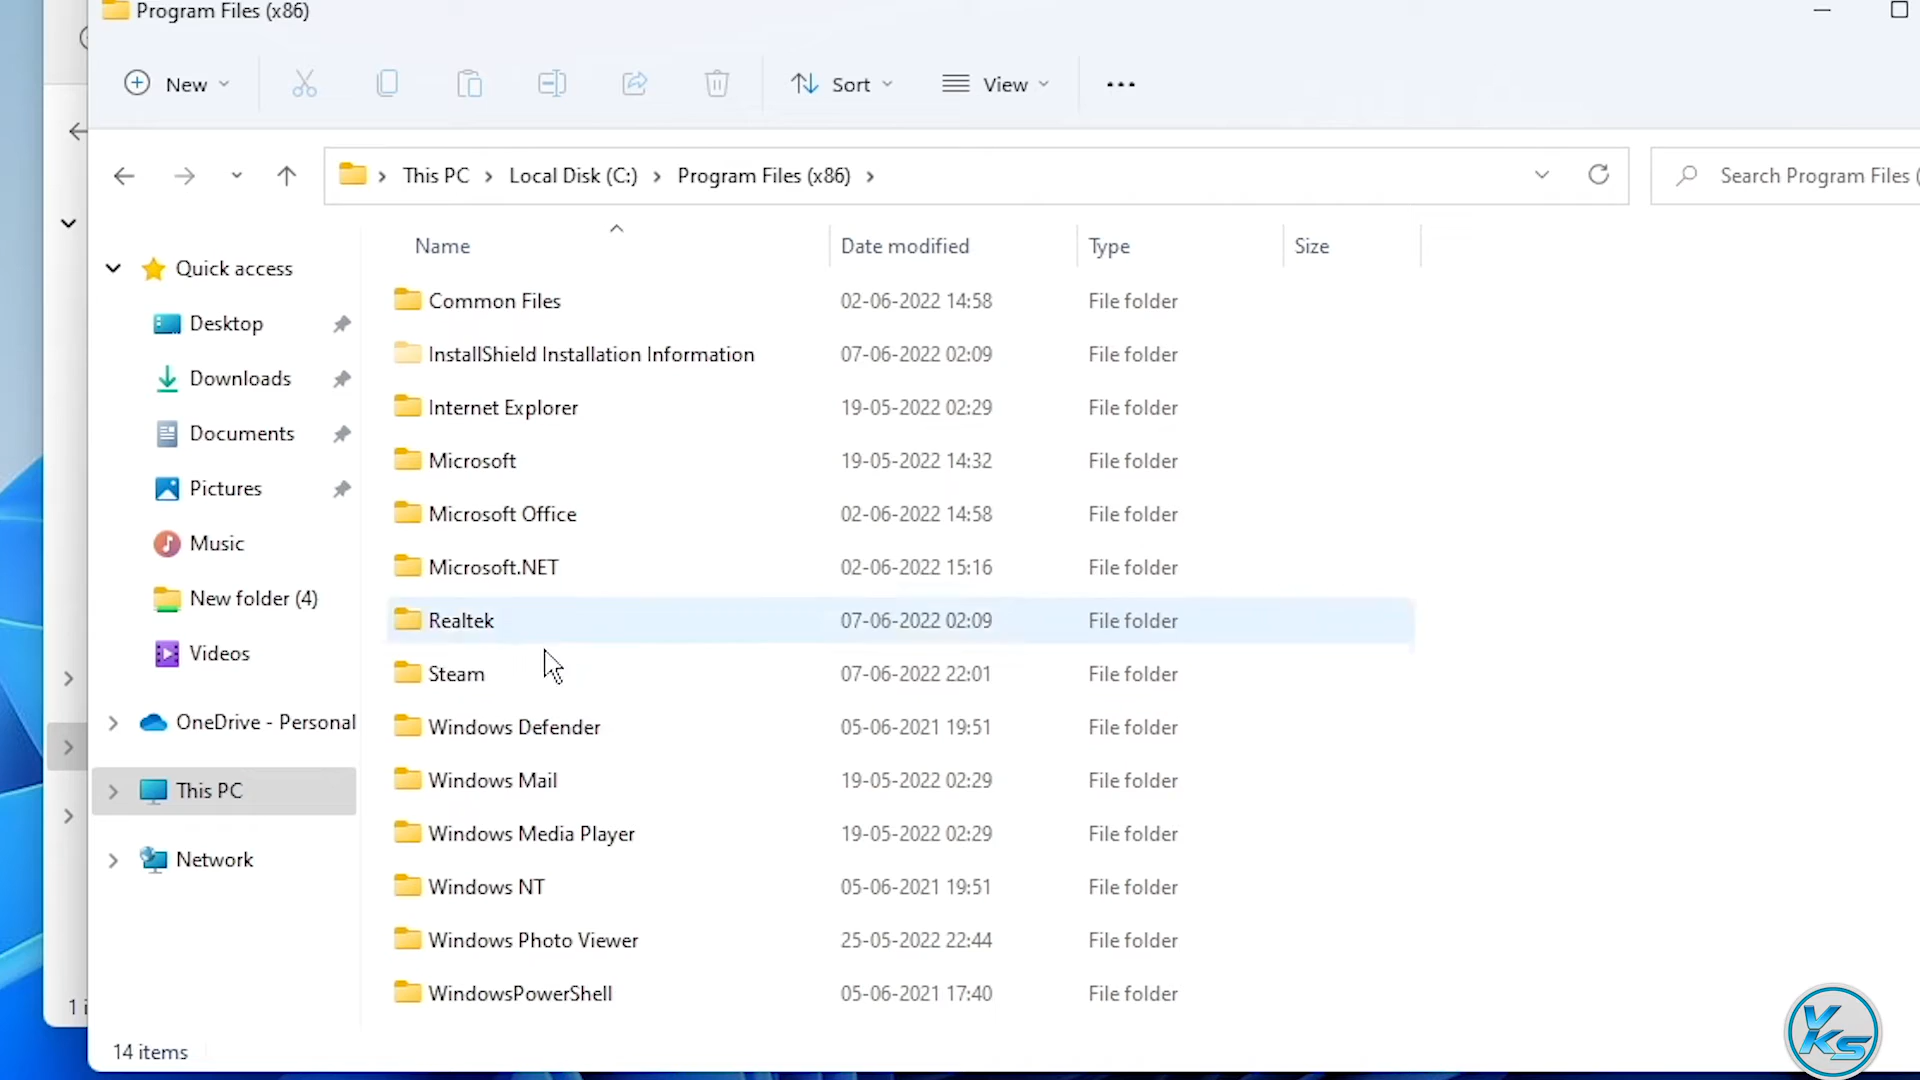 Program Files (x86)
New
Sort
View
This PC
Local Disk (C:)
Program Files (x86)
Search Program Files (
Name
Date modified
Type
Size
Quick access
Desktop
Downloads
Documents
Pictures
Music
New folder (4)
Videos
OneDrive - Personal
This PC
Network
Common Files 02-06-2022 14:58 File folder
InstallShield Installation Information 07-06-2022 02:09 File folder
Internet Explorer 19-05-2022 02:29 File folder
Microsoft 19-05-2022 14:32 File folder
Microsoft Office 02-06-2022 14:58 File folder
Microsoft.NET 02-06-2022 15:16 File folder
Realtek 07-06-2022 02:09 File folder
Steam 07-06-2022 22:01 File folder
Windows Defender 05-06-2021 19:51 File folder
Windows Mail 19-05-2022 02:29 File folder
Windows Media Player 19-05-2022 02:29 File folder
Windows NT 05-06-2021 19:51 File folder
Windows Photo Viewer 25-05-2022 22:44 File folder
WindowsPowerShell 05-06-2021 17:40 File folder
1 i
14 items
VKS